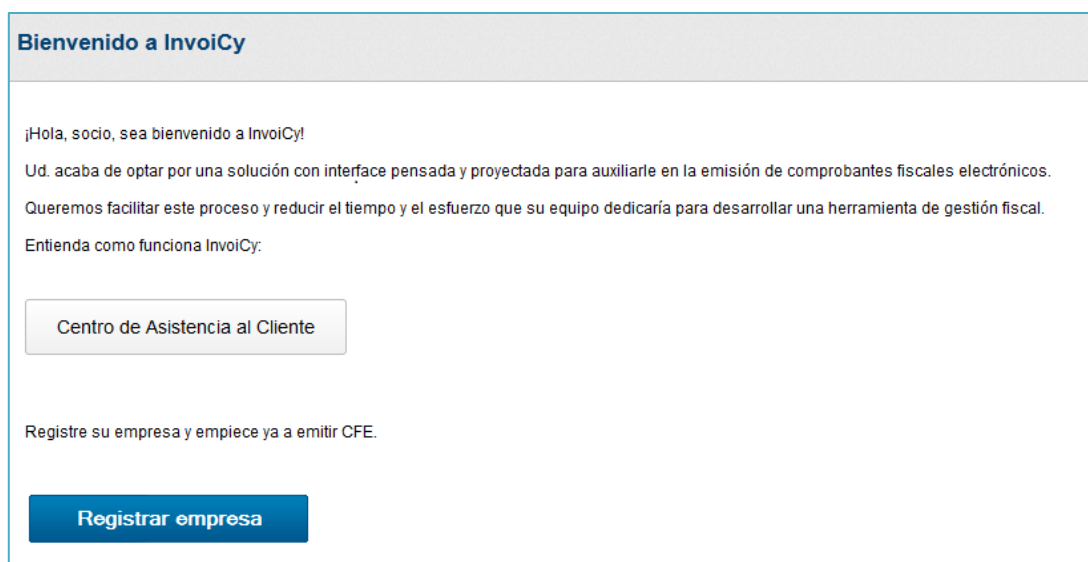 Bienvenido a InvoiCy
¡Hola, socio, sea bienvenido a InvoiCy!
Ud. acaba de optar por una solución con interface pensada y proyectada para auxiliarle en la emisión de comprobantes fiscales electrónicos.
Queremos facilitar este proceso y reducir el tiempo y el esfuerzo que su equipo dedicaría para desarrollar una herramienta de gestión fiscal.
Entienda como funciona InvoiCy:
Centro de Asistencia al Cliente
Registre su empresa y empiece ya a emitir CFE.
Registrar empresa